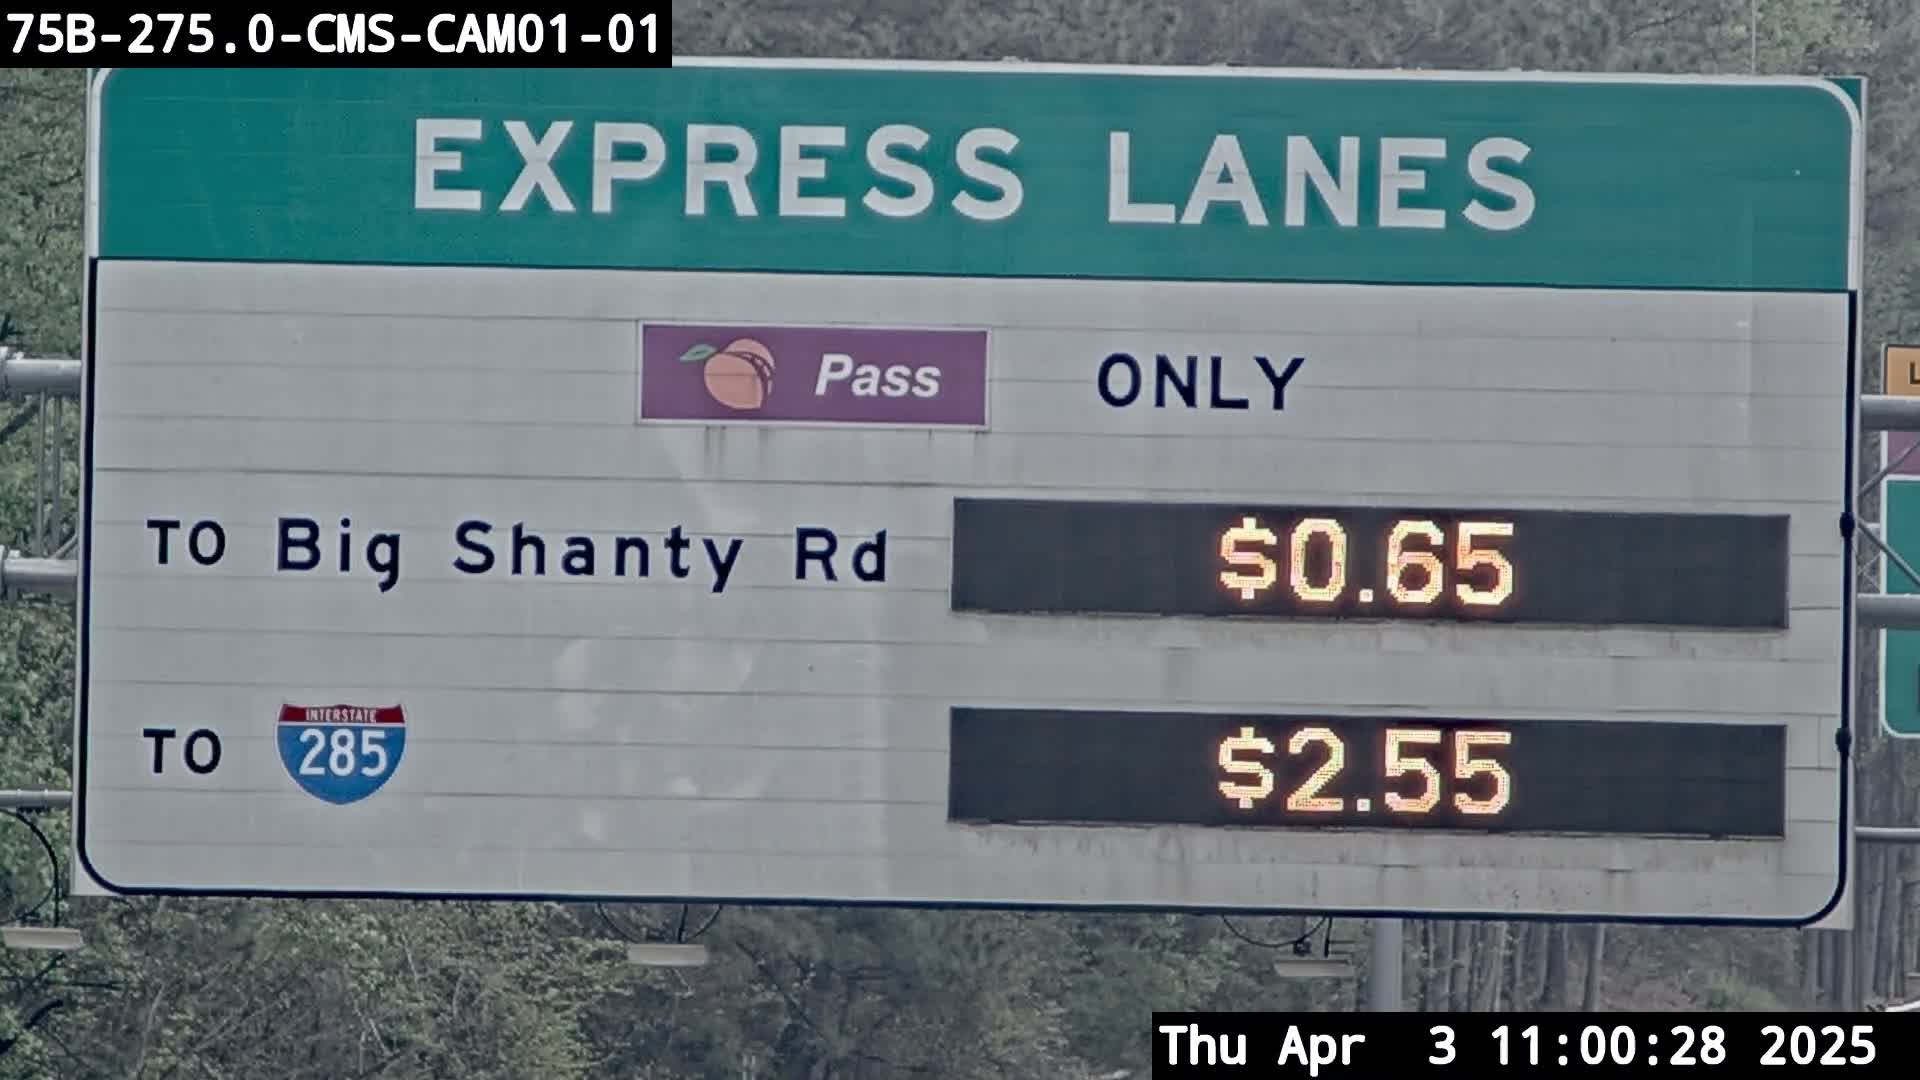 75B-275.0-CMS-CAM01-01
EXPRESS LANES
Pass ONLY
TO Big Shanty Rd $0.65
TO INTERSTATE 285 $2.55
Thu Apr 3 11:00:28 2025